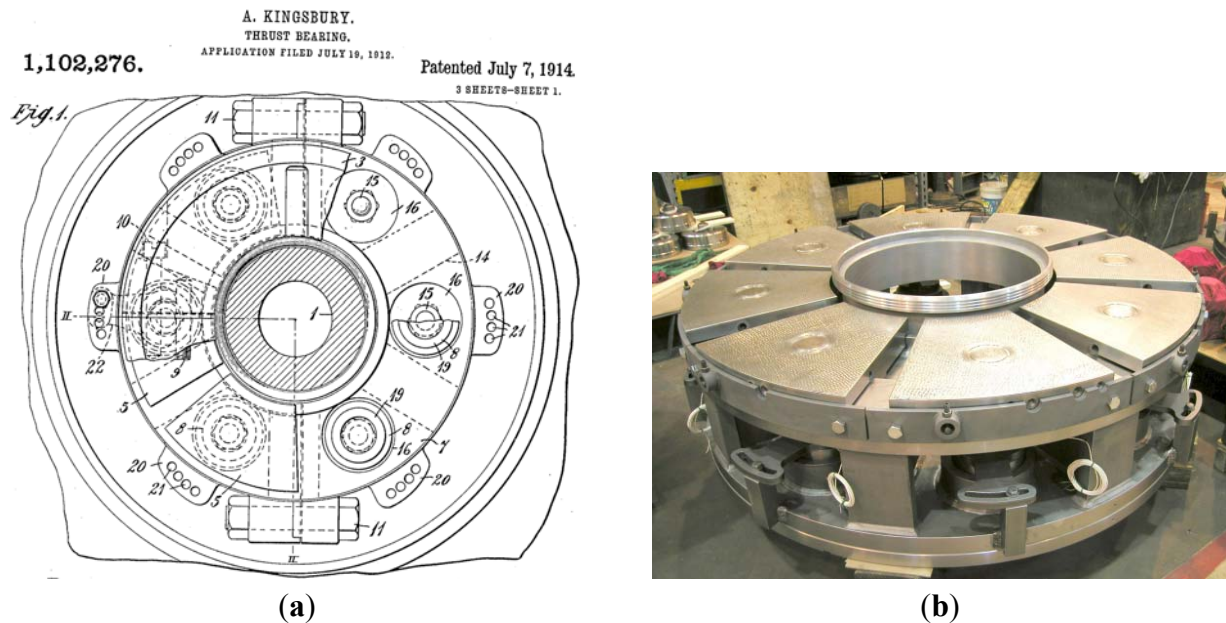 A. KINGSBURY.
THRUST BEARING.
APPLICATION FILED JULY 19, 1912.
1,102,276.
Patented July 7, 1914.
3 SHEETS—SHEET 1.
Fig. 1.
11
3
15
16
10
14
20
16
15
20
1
21
II.
8
19
22
9
5
19
8
8
7
16
20
20
21
5
11
II.
(a)
(b)